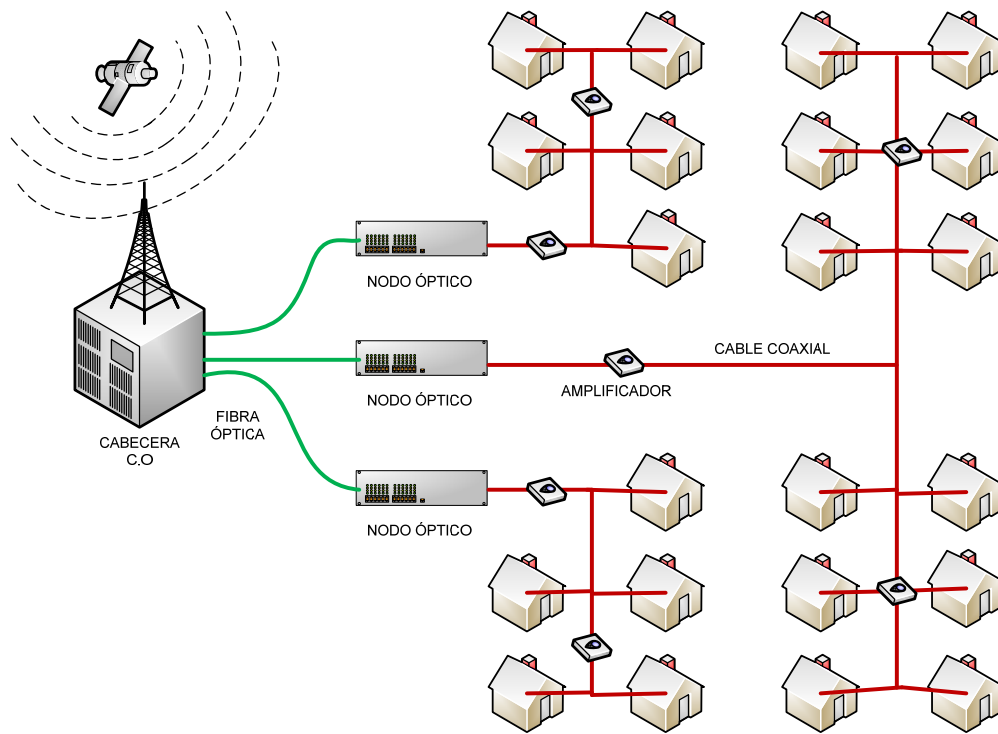 NODO ÓPTICO
CABLE COAXIAL
AMPLIFICADOR
NODO ÓPTICO
FIBRA
ÓPTICA
CABECERA
C.O
NODO ÓPTICO